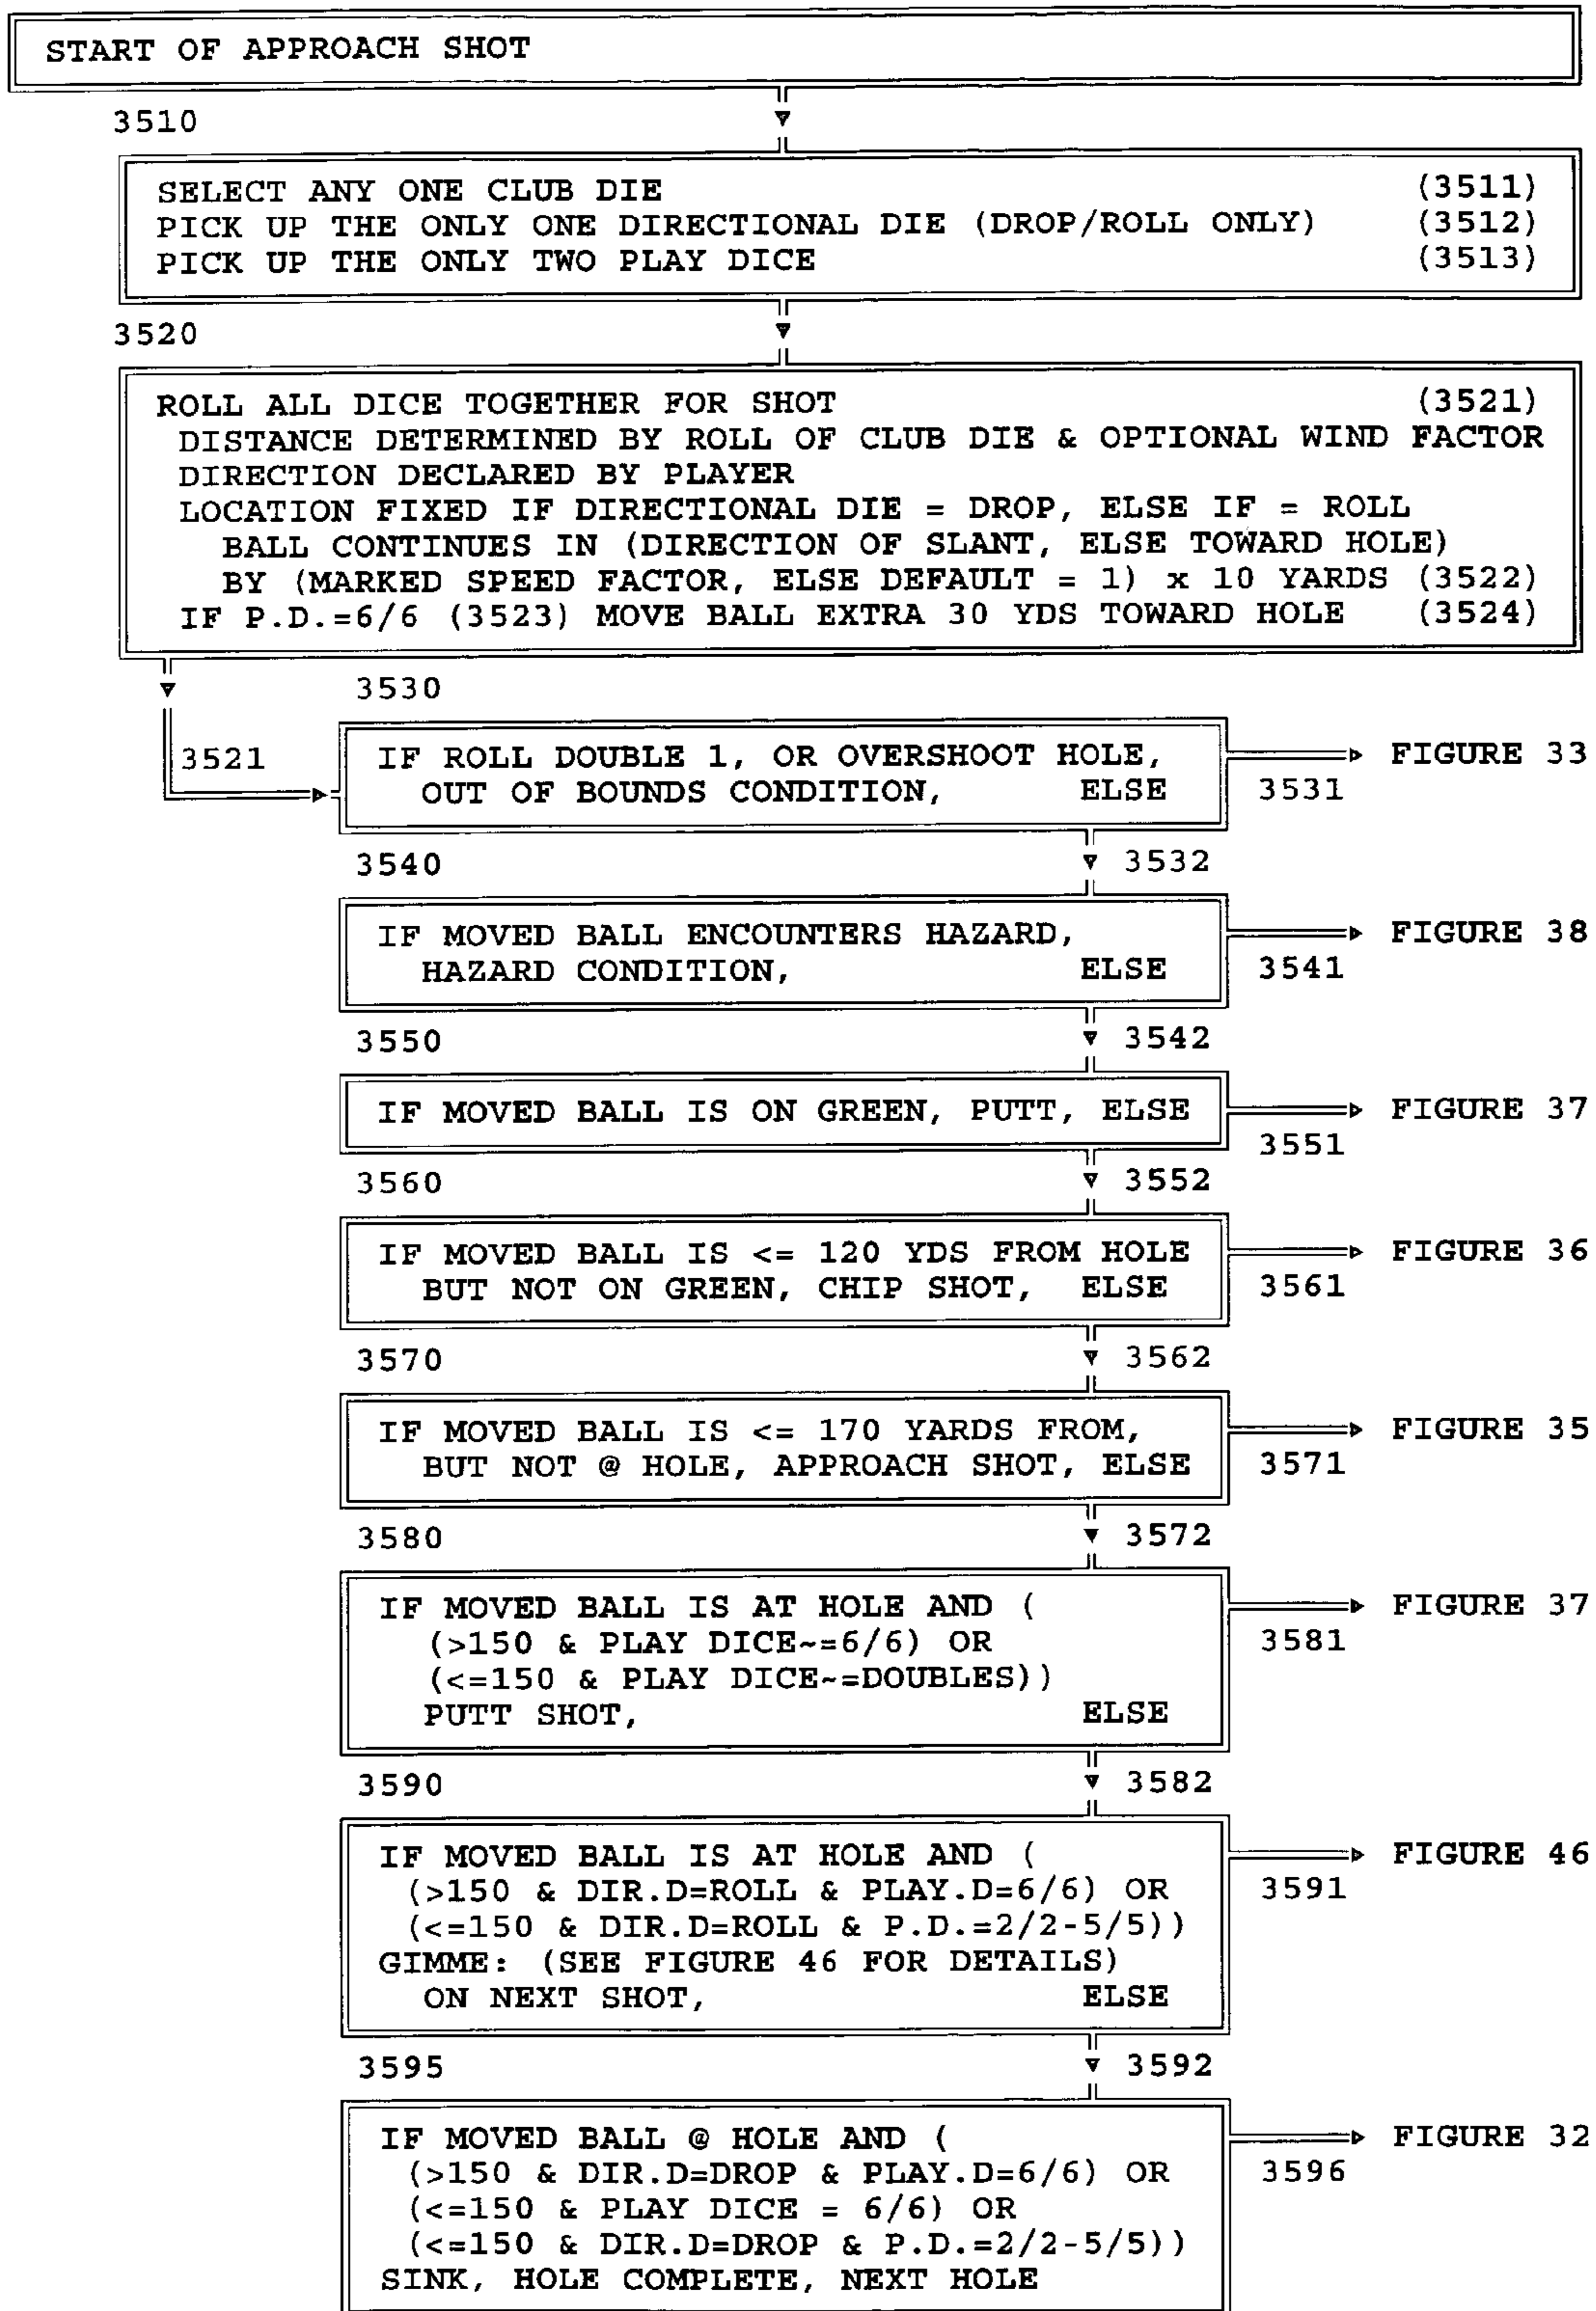 START OF APPROACH SHOT
3510
SELECT ANY ONE CLUB DIE (3511)
PICK UP THE ONLY ONE DIRECTIONAL DIE (DROP/ROLL ONLY) (3512)
PICK UP THE ONLY TWO PLAY DICE (3513)
3520
ROLL ALL DICE TOGETHER FOR SHOT (3521)
DISTANCE DETERMINED BY ROLL OF CLUB DIE & OPTIONAL WIND FACTOR
DIRECTION DECLARED BY PLAYER
LOCATION FIXED IF DIRECTIONAL DIE = DROP, ELSE IF = ROLL
BALL CONTINUES IN (DIRECTION OF SLANT, ELSE TOWARD HOLE)
BY (MARKED SPEED FACTOR, ELSE DEFAULT = 1) x 10 YARDS (3522)
IF P.D.=6/6 (3523) MOVE BALL EXTRA 30 YDS TOWARD HOLE (3524)
3530
3521
IF ROLL DOUBLE 1, OR OVERSHOOT HOLE,
OUT OF BOUNDS CONDITION, ELSE
FIGURE 33
3531
3540
3532
IF MOVED BALL ENCOUNTERS HAZARD,
HAZARD CONDITION, ELSE
FIGURE 38
3541
3550
3542
IF MOVED BALL IS ON GREEN, PUTT, ELSE
FIGURE 37
3551
3560
3552
IF MOVED BALL IS <= 120 YDS FROM HOLE
BUT NOT ON GREEN, CHIP SHOT, ELSE
FIGURE 36
3561
3570
3562
IF MOVED BALL IS <= 170 YARDS FROM,
BUT NOT @ HOLE, APPROACH SHOT, ELSE
FIGURE 35
3571
3580
3572
IF MOVED BALL IS AT HOLE AND (
(>150 & PLAY DICE~=6/6) OR
(<=150 & PLAY DICE~=DOUBLES))
PUTT SHOT, ELSE
FIGURE 37
3581
3590
3582
IF MOVED BALL IS AT HOLE AND (
(>150 & DIR.D=ROLL & PLAY.D=6/6) OR
(<=150 & DIR.D=ROLL & P.D.=2/2-5/5))
GIMME: (SEE FIGURE 46 FOR DETAILS)
ON NEXT SHOT, ELSE
FIGURE 46
3591
3595
3592
IF MOVED BALL @ HOLE AND (
(>150 & DIR.D=DROP & PLAY.D=6/6) OR
(<=150 & PLAY DICE = 6/6) OR
(<=150 & DIR.D=DROP & P.D.=2/2-5/5))
SINK, HOLE COMPLETE, NEXT HOLE
FIGURE 32
3596